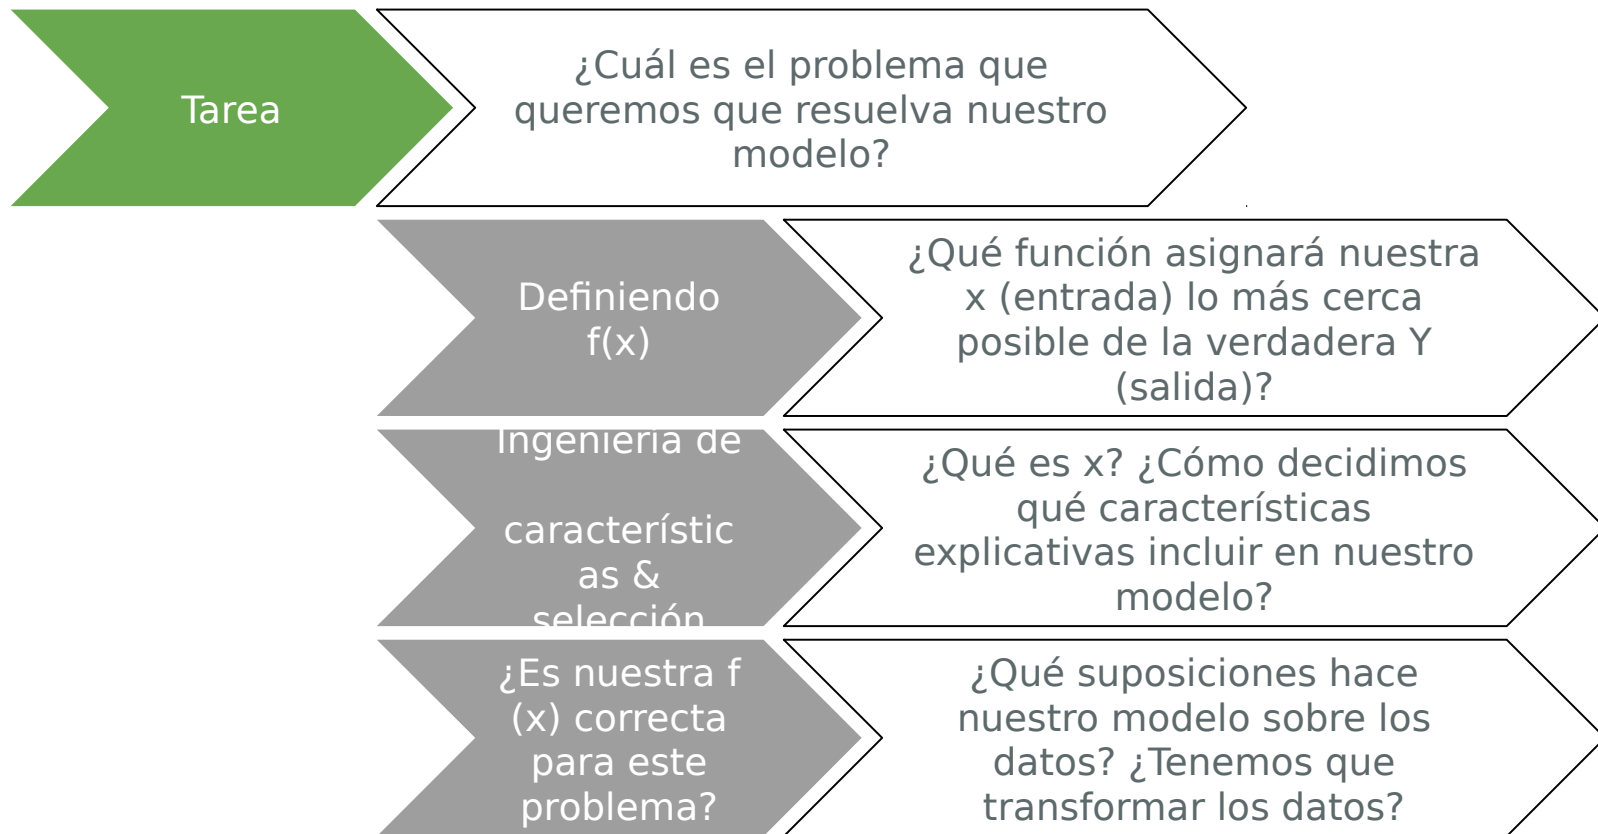 Tarea
¿Cuál es el problema que
queremos que resuelva nuestro
modelo?
Definiendo
f(x)
¿Qué función asignará nuestra
x (entrada) lo más cerca
posible de la verdadera Y
(salida)?
Ingeniería de
característic
as &
selección
¿Qué es x? ¿Cómo decidimos
qué características
explicativas incluir en nuestro
modelo?
¿Es nuestra f
(x) correcta
para este
problema?
¿Qué suposiciones hace
nuestro modelo sobre los
datos? ¿Tenemos que
transformar los datos?